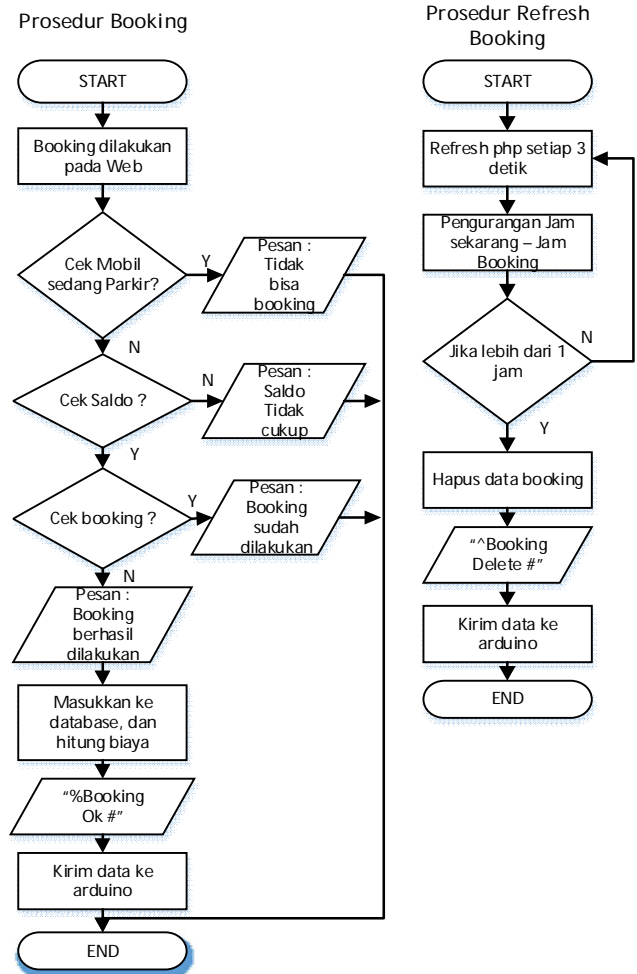 Prosedur Booking
START
Booking dilakukan
pada Web
Cek Mobil
sedang Parkir?
Y
Pesan :
Tidak
bisa
booking
N
Cek Saldo ?
N
Pesan :
Saldo
Tidak
cukup
Y
Cek booking ?
Y
Pesan :
Booking
sudah
dilakukan
N
Pesan :
Booking
berhasil
dilakukan
Masukkan ke
database, dan
hitung biaya
“%Booking
Ok #”
Kirim data ke
arduino
END
Prosedur Refresh
Booking
START
Refresh php setiap 3
detik
Pengurangan Jam
sekarang – Jam
Booking
Jika lebih dari 1
jam
N
Y
Hapus data booking
“^Booking
Delete #”
Kirim data ke
arduino
END